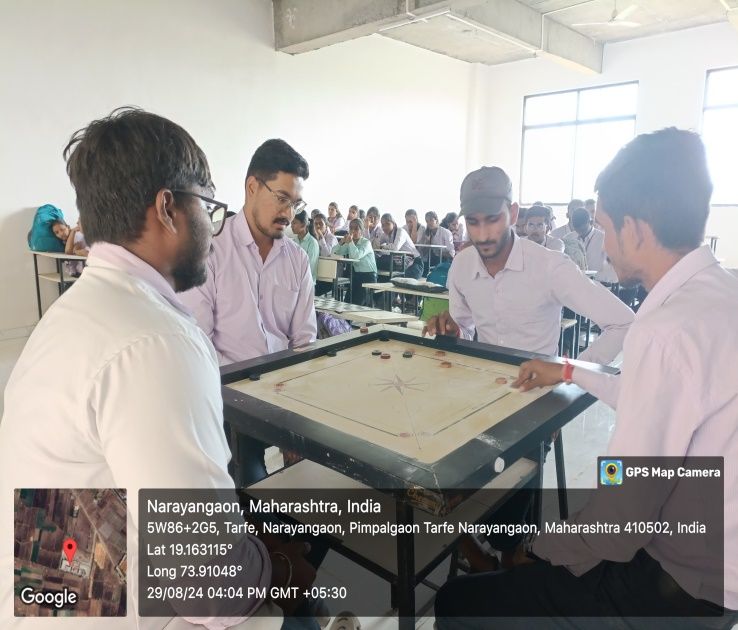 GPS Map Camera
Narayangaon, Maharashtra, India
5W86+2G5, Tarfe, Narayangaon, Pimpalgaon Tarfe Narayangaon, Maharashtra 410502, India
Lat 19.163115°
Long 73.91048°
29/08/24 04:04 PM GMT +05:30
Google